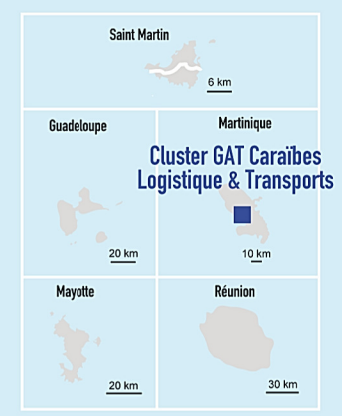 Saint Martin
6 km
Guadeloupe
20 km
Martinique
Cluster GAT Caraïbes
Logistique & Transports
10 km
Mayotte
20 km
Réunion
30 km